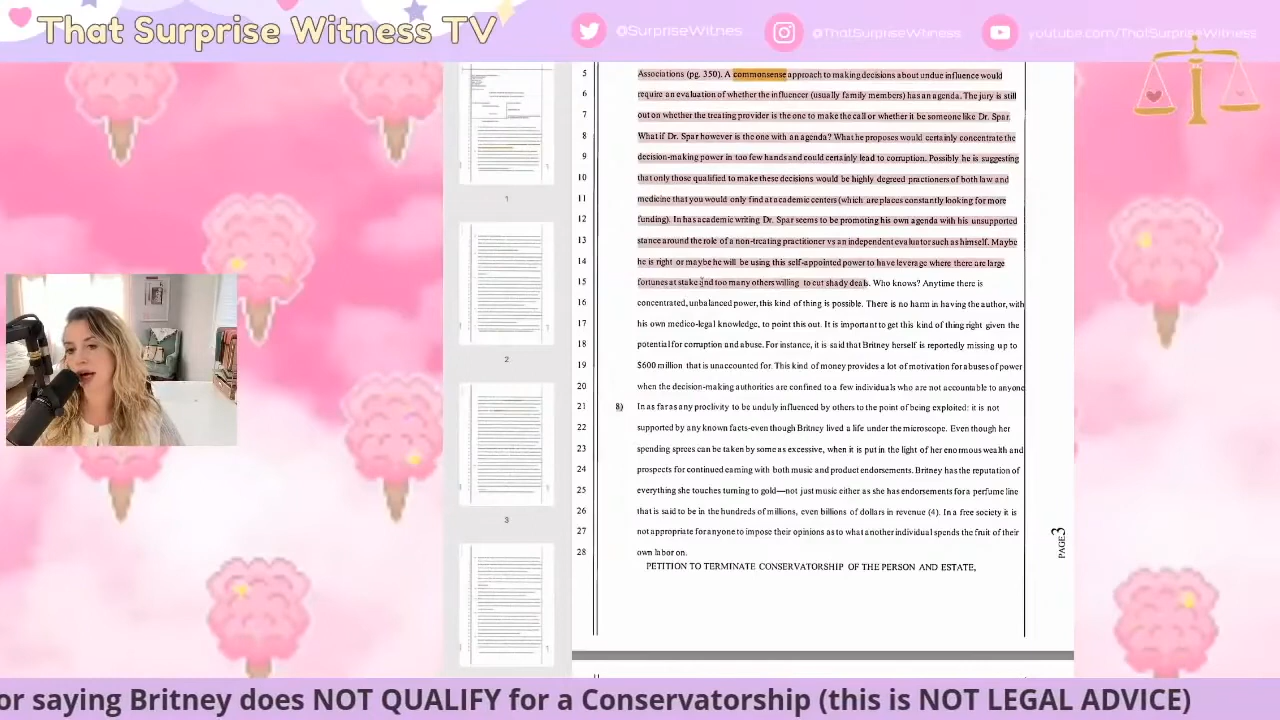 That Surprise Witness TV
@SurpriseWitnes
@ThatSurpriseWitness
youtube.com/ThatSurpriseWitness
5 Associations (pg. 350). A commonsense approach to making decisions about undue influence would
6 require an evaluation of whether the influencer (usually family members) has an agenda. The jury is still
7 out on whether the treating provider is the one to make the call or whether it be someone like Dr. Spar.
8 What if Dr. Spar however is the one with an agenda? What he proposes would certainly concentrate the
9 decision-making power in too few hands and could certainly lead to corruption. Possibly he is suggesting
10 that only those qualified to make these decisions would be highly degreed practioners of both law and
11 medicine that you would only find at academic centers (which are places constantly looking for more
12 funding). In has academic writing Dr. Spar seems to be promoting his own agenda with his unsupported
13 stance around the role of a non-treating practitioner vs an independent evaluator such as himself. Maybe
14 he is right or maybe he will be using this self-appointed power to have leverage where there are large
15 fortunes at stake and too many others willing to cut shady deals. Who knows? Anytime there is
16 concentrated, unbalanced power, this kind of thing is possible. There is no harm in having the author, with
17 his own medico-legal knowledge, to point this out. It is important to get this kind of thing right given the
18 potential for corruption and abuse. For instance, it is said that Britney herself is reportedly missing up to
19 $600 million that is unaccounted for. This kind of money provides a lot of motivation for abuses of power
20 when the decision-making authorities are confined to a few individuals who are not accountable to anyone
21 8) In as far as any proclivity to be unduly influenced by others to the point of being exploited: it is not
22 supported by any known facts-even though Britney lived a life under the microscope. Even though her
23 spending sprees can be taken by some as excessive, when it is put in the light of her enormous wealth and
24 prospects for continued earning with both music and product endorsements. Britney has the reputation of
25 everything she touches turning to gold—not just music either as she has endorsements for a perfume line
26 that is said to be in the hundreds of millions, even billions of dollars in revenue (4). In a free society it is
27 not appropriate for anyone to impose their opinions as to what another individual spends the fruit of their
28 own labor on.
PETITION TO TERMINATE CONSERVATORSHIP OF THE PERSON AND ESTATE,
PAGE 3
1
2
3
or saying Britney does NOT QUALIFY for a Conservatorship (this is NOT LEGAL ADVICE)